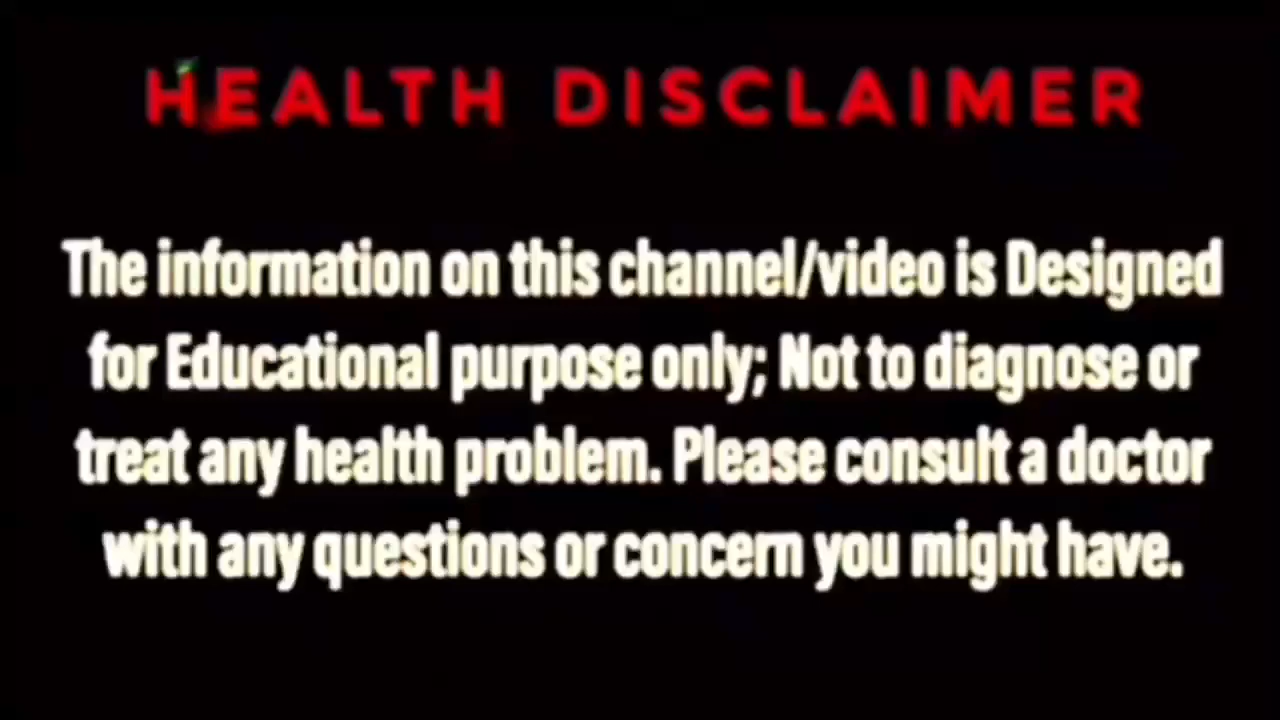 HEALTH DISCLAIMER
The information on this channel/video is Designed
for Educational purpose only; Not to diagnose or
treat any health problem. Please consult a doctor
with any questions or concern you might have.